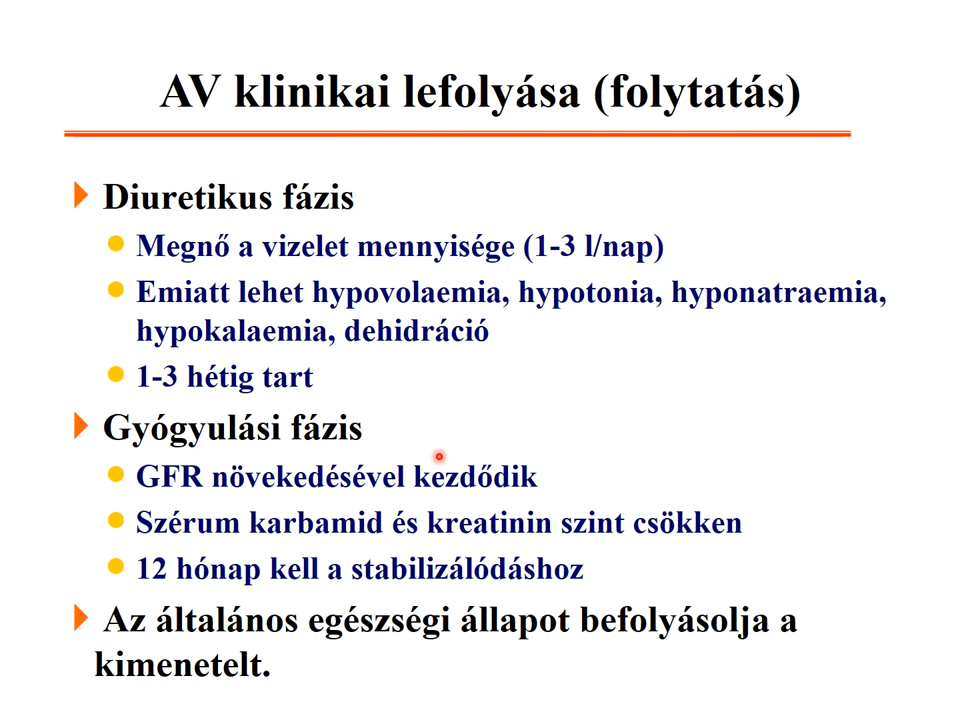 AV klinikai lefolyása (folytatás)
Diuretikus fázis
Megnő a vizelet mennyisége (1-3 l/nap)
Emiatt lehet hypovolaemia, hypotonia, hyponatraemia,
hypokalaemia, dehidráció
1-3 hétig tart
Gyógyulási fázis
GFR növekedésével kezdődik
Szérum karbamid és kreatinin szint csökken
12 hónap kell a stabilizálódáshoz
Az általános egészségi állapot befolyásolja a
kimenetelt.